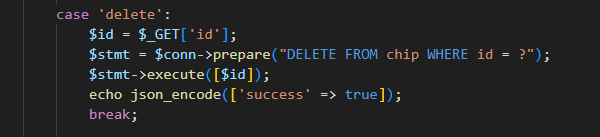 case 'delete':
$id = $_GET['id'];
$stmt = $conn->prepare("DELETE FROM chip WHERE id = ?");
$stmt->execute([$id]);
echo json_encode(['success' => true]);
break;